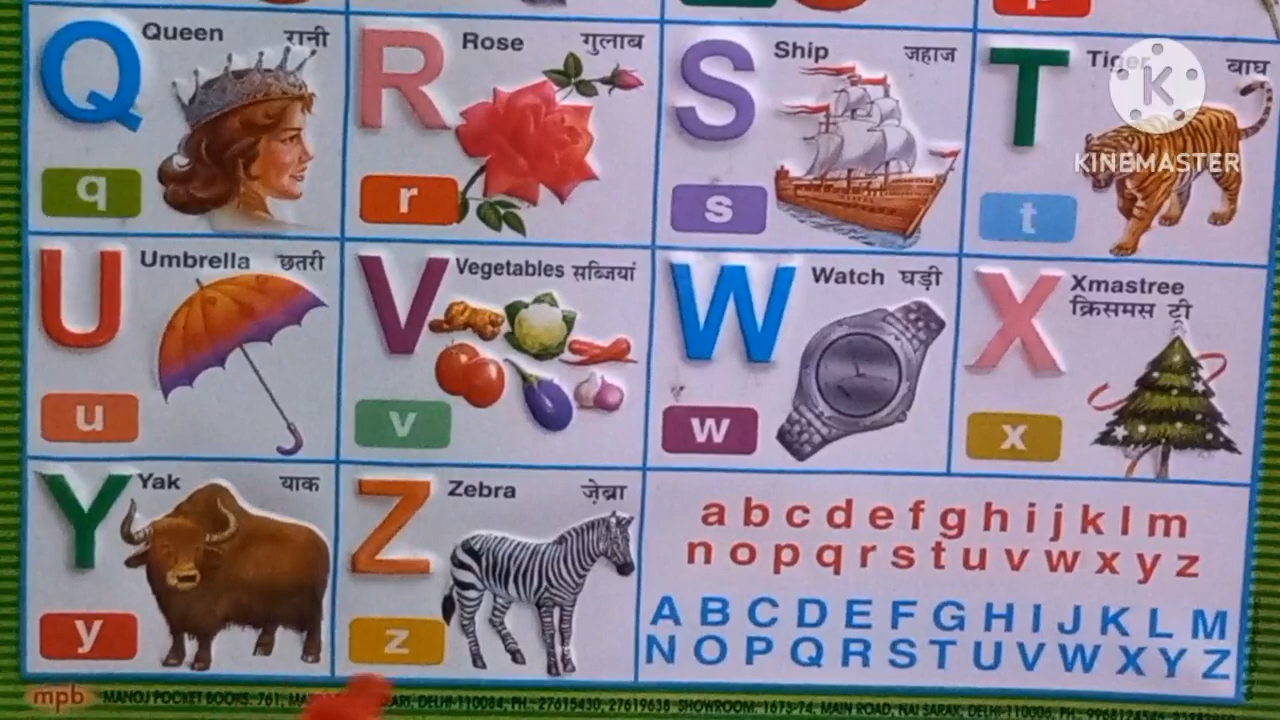 Q Queen रानी
q
R Rose गुलाब
r
S Ship जहाज
s
T Tiger बाघ
t
K
KINEMASTER
U Umbrella छतरी
u
V Vegetables सब्जियां
v
W Watch घड़ी
w
X Xmastree
क्रिसमस ट्री
x
Y Yak याक
y
Z Zebra ज़ेब्रा
z
a b c d e f g h i j k l m
n o p q r s t u v w x y z
A B C D E F G H I J K L M
N O P Q R S T U V W X Y Z
mpb MANOJ POCKET BOOKS: 761, DELHI-110084, PH.: 27615430, 27619638 SHOWROOM: 1673-74, MAIN ROAD, NAI SARAK, DELHI-110006, PH.: